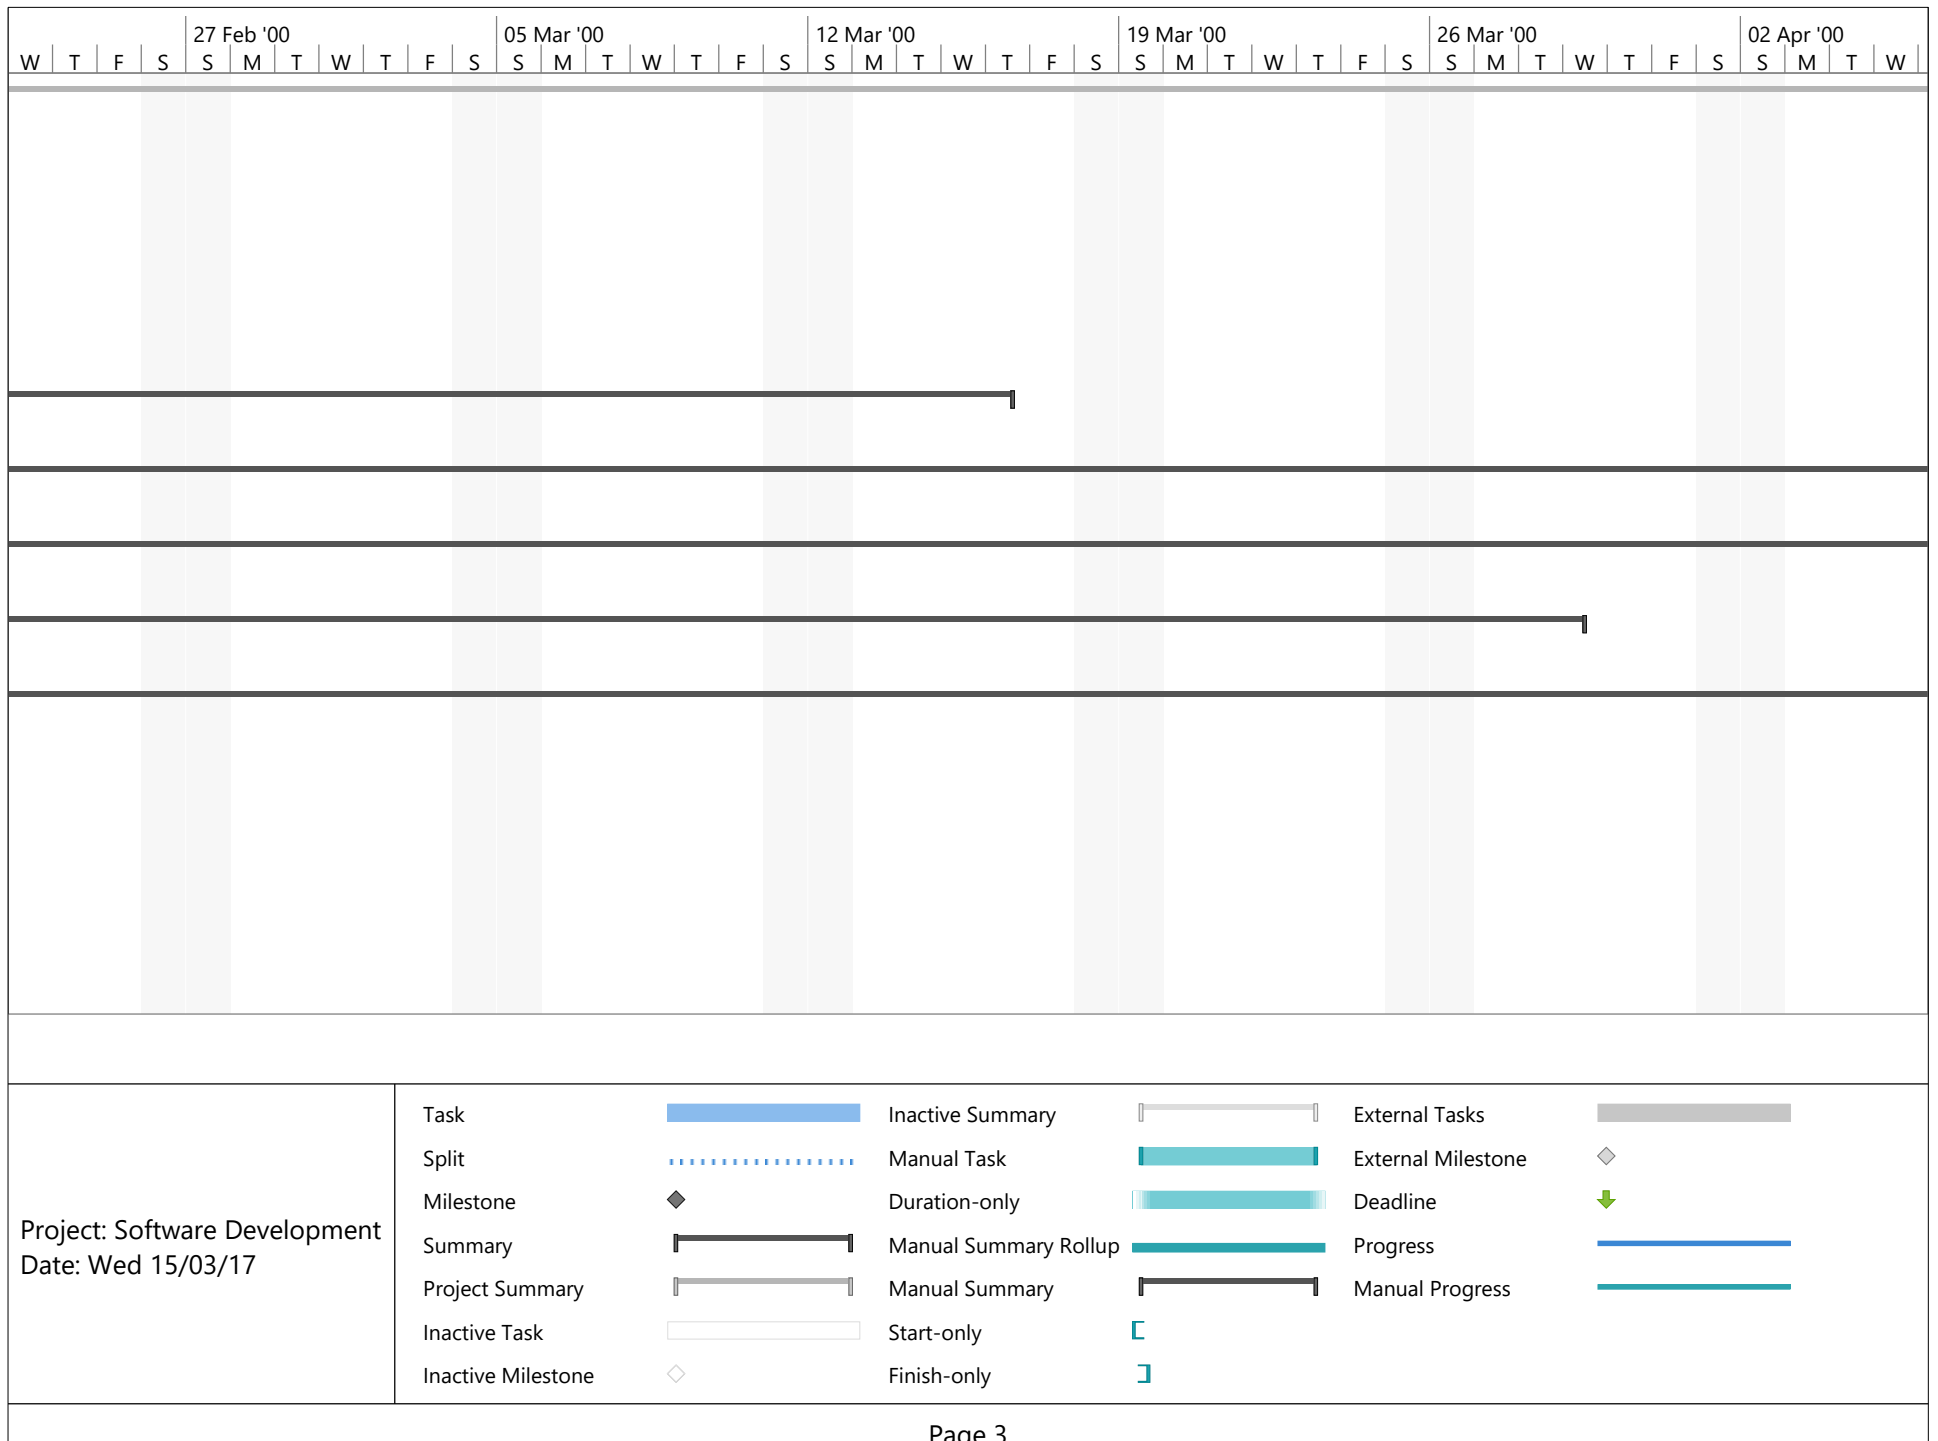 27 Feb '00 05 Mar '00 12 Mar '00 19 Mar '00 26 Mar '00 02 Apr '00
W T F S S M T W T F S S M T W T F S S M T W T F S S M T W T F S S M T W T F S S M T W
Task Inactive Summary External Tasks
Split Manual Task External Milestone
Milestone Duration-only Deadline
Project: Software Development
Date: Wed 15/03/17
Summary Manual Summary Rollup Progress
Project Summary Manual Summary Manual Progress
Inactive Task Start-only
Inactive Milestone Finish-only
Page 3